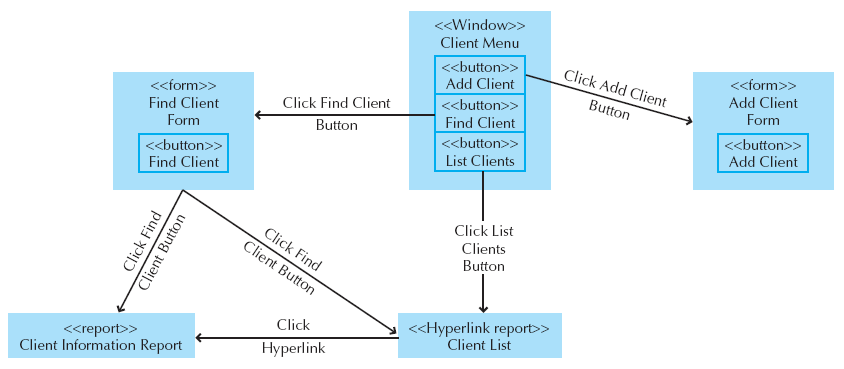 <<Window>>
Client Menu
<<button>>
Add Client
<<button>>
Find Client
<<button>>
List Clients
<<form>>
Find Client
Form
<<button>>
Find Client
Click Find Client
Button
Click Add Client
Button
<<form>>
Add Client
Form
<<button>>
Add Client
Click Find
Client Button
Click Find
Client Button
Click List
Clients
Button
<<report>>
Client Information Report
Click
Hyperlink
<<Hyperlink report>>
Client List